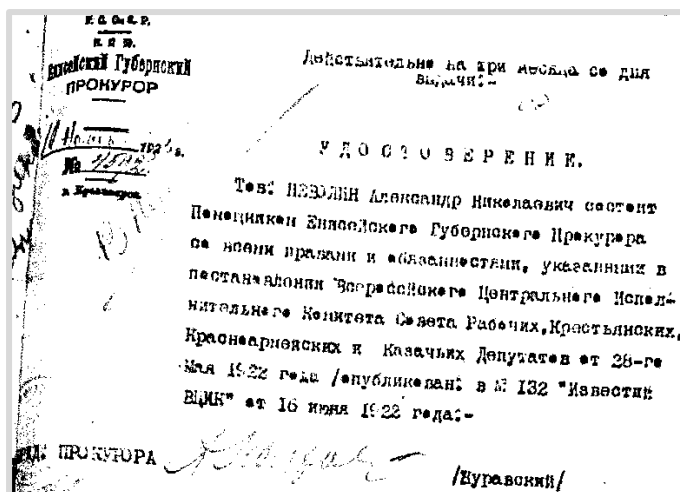 Р.С.Ф.С.Р.
Н.К.Ю.
Енисейский Губернский
ПРОКУРОР
192 г.
№
г. Красноярск
Действительно на три месяца со дня
выдачи:-
УДОСТОВЕРЕНИЕ.
Тов: НЕВОЛИН Александр Николаевич состоит
Помощником Енисейского Губернского Прокурора
со всеми правами и обязанностями, указанных в
постановлении Всероссийского Центрального Испол-
нительного Комитета Совета Рабочих, Крестьянских,
Красноармейских и Казачьих Депутатов от 28-го
Мая 1922 года /опубликован: в № 132 "Известий
ВЦИК" от 16 июня 1922 года:-
ПРОКУРОРА
/Журавский/